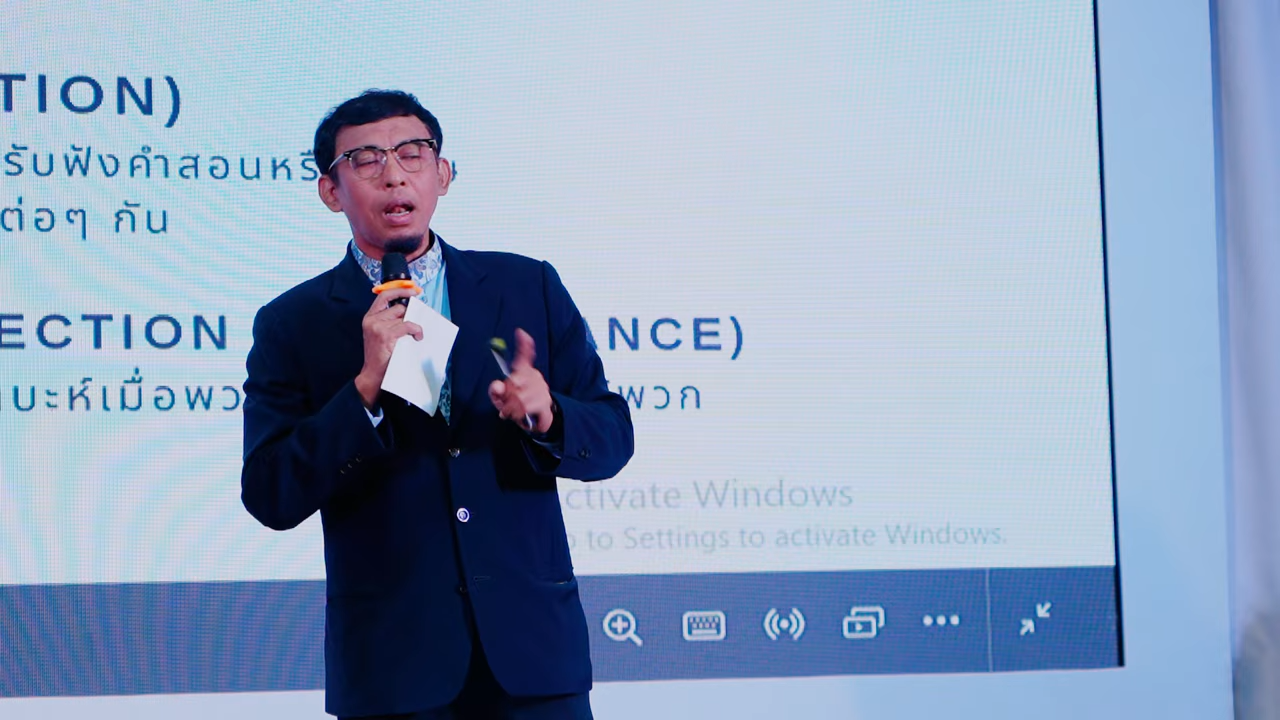 TION)
รับฟังคำสอนหรื
ต่อๆ กัน
ECTION ANCE)
บะห์เมื่อพว พวก
ctivate Windows
to Settings to activate Windows.